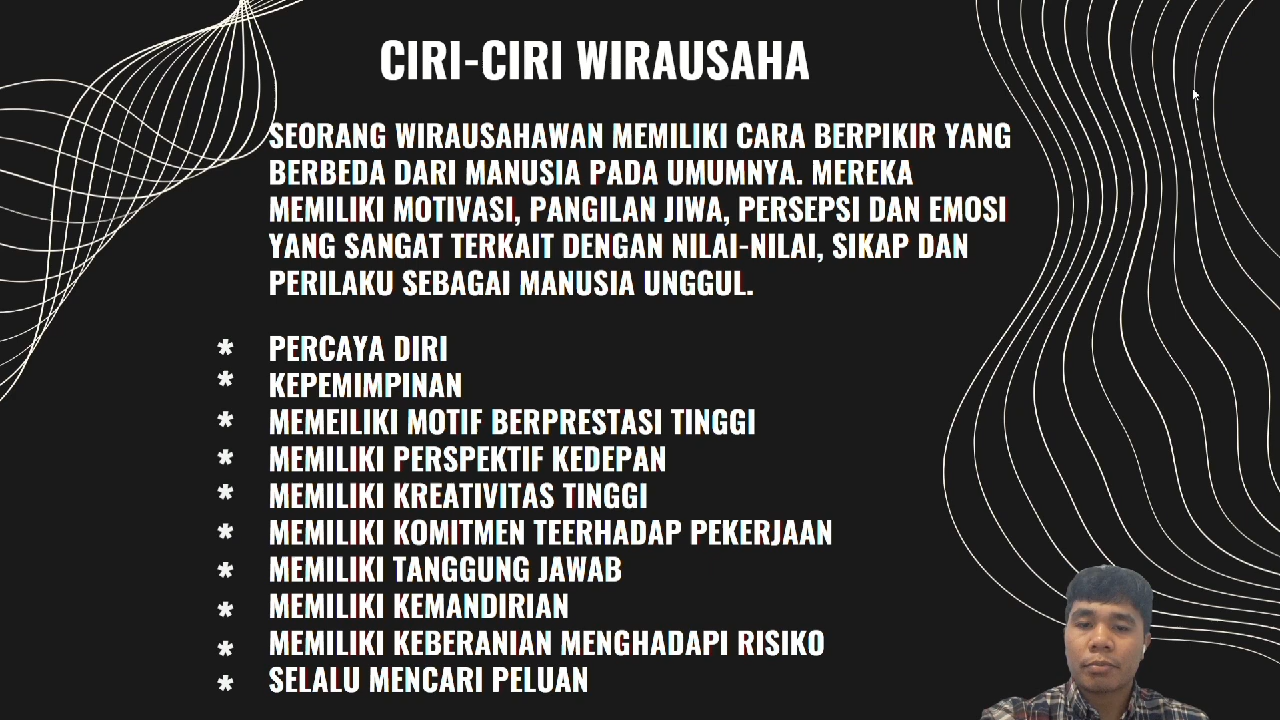 CIRI-CIRI WIRAUSAHA
SEORANG WIRAUSAHAWAN MEMILIKI CARA BERPIKIR YANG
BERBEDA DARI MANUSIA PADA UMUMNYA. MEREKA
MEMILIKI MOTIVASI, PANGILAN JIWA, PERSEPSI DAN EMOSI
YANG SANGAT TERKAIT DENGAN NILAI-NILAI, SIKAP DAN
PERILAKU SEBAGAI MANUSIA UNGGUL.
* PERCAYA DIRI
* KEPEMIMPINAN
* MEMEILIKI MOTIF BERPRESTASI TINGGI
* MEMILIKI PERSPEKTIF KEDEPAN
* MEMILIKI KREATIVITAS TINGGI
* MEMILIKI KOMITMEN TEERHADAP PEKERJAAN
* MEMILIKI TANGGUNG JAWAB
* MEMILIKI KEMANDIRIAN
* MEMILIKI KEBERANIAN MENGHADAPI RISIKO
* SELALU MENCARI PELUAN